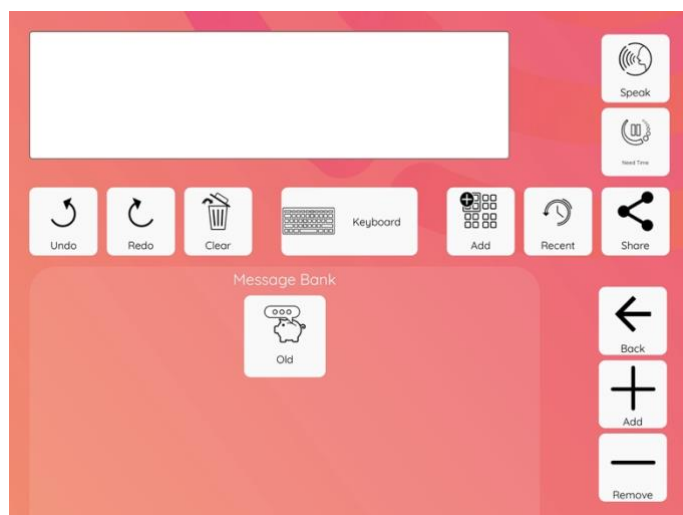 Speak
Need Time
Undo
Redo
Clear
Keyboard
Add
Recent
Share
Message Bank
Old
Back
Add
Remove